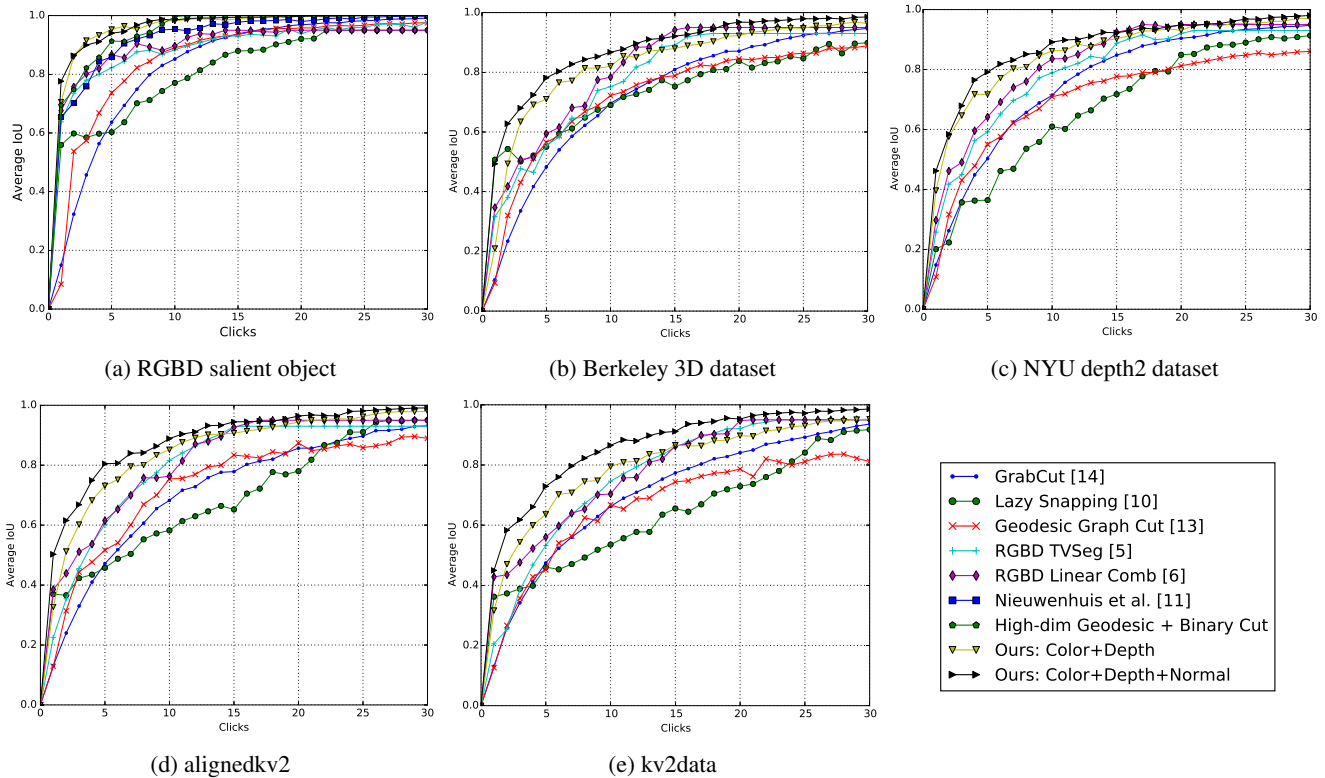 1.0
0.8
0.6
0.4
0.2
0.0
Average IoU
0 5 10 15 20 25 30
Clicks
(a) RGBD salient object
1.0
0.8
0.6
0.4
0.2
0.0
Average IoU
0 5 10 15 20 25 30
Clicks
(b) Berkeley 3D dataset
1.0
0.8
0.6
0.4
0.2
0.0
Average IoU
0 5 10 15 20 25 30
Clicks
(c) NYU depth2 dataset
1.0
0.8
0.6
0.4
0.2
0.0
Average IoU
0 5 10 15 20 25 30
Clicks
(d) alignedkv2
1.0
0.8
0.6
0.4
0.2
0.0
Average IoU
0 5 10 15 20 25 30
Clicks
(e) kv2data
GrabCut [14]
Lazy Snapping [10]
Geodesic Graph Cut [13]
RGBD TVSeg [5]
RGBD Linear Comb [6]
Nieuwenhuis et al. [11]
High-dim Geodesic + Binary Cut
Ours: Color+Depth
Ours: Color+Depth+Normal